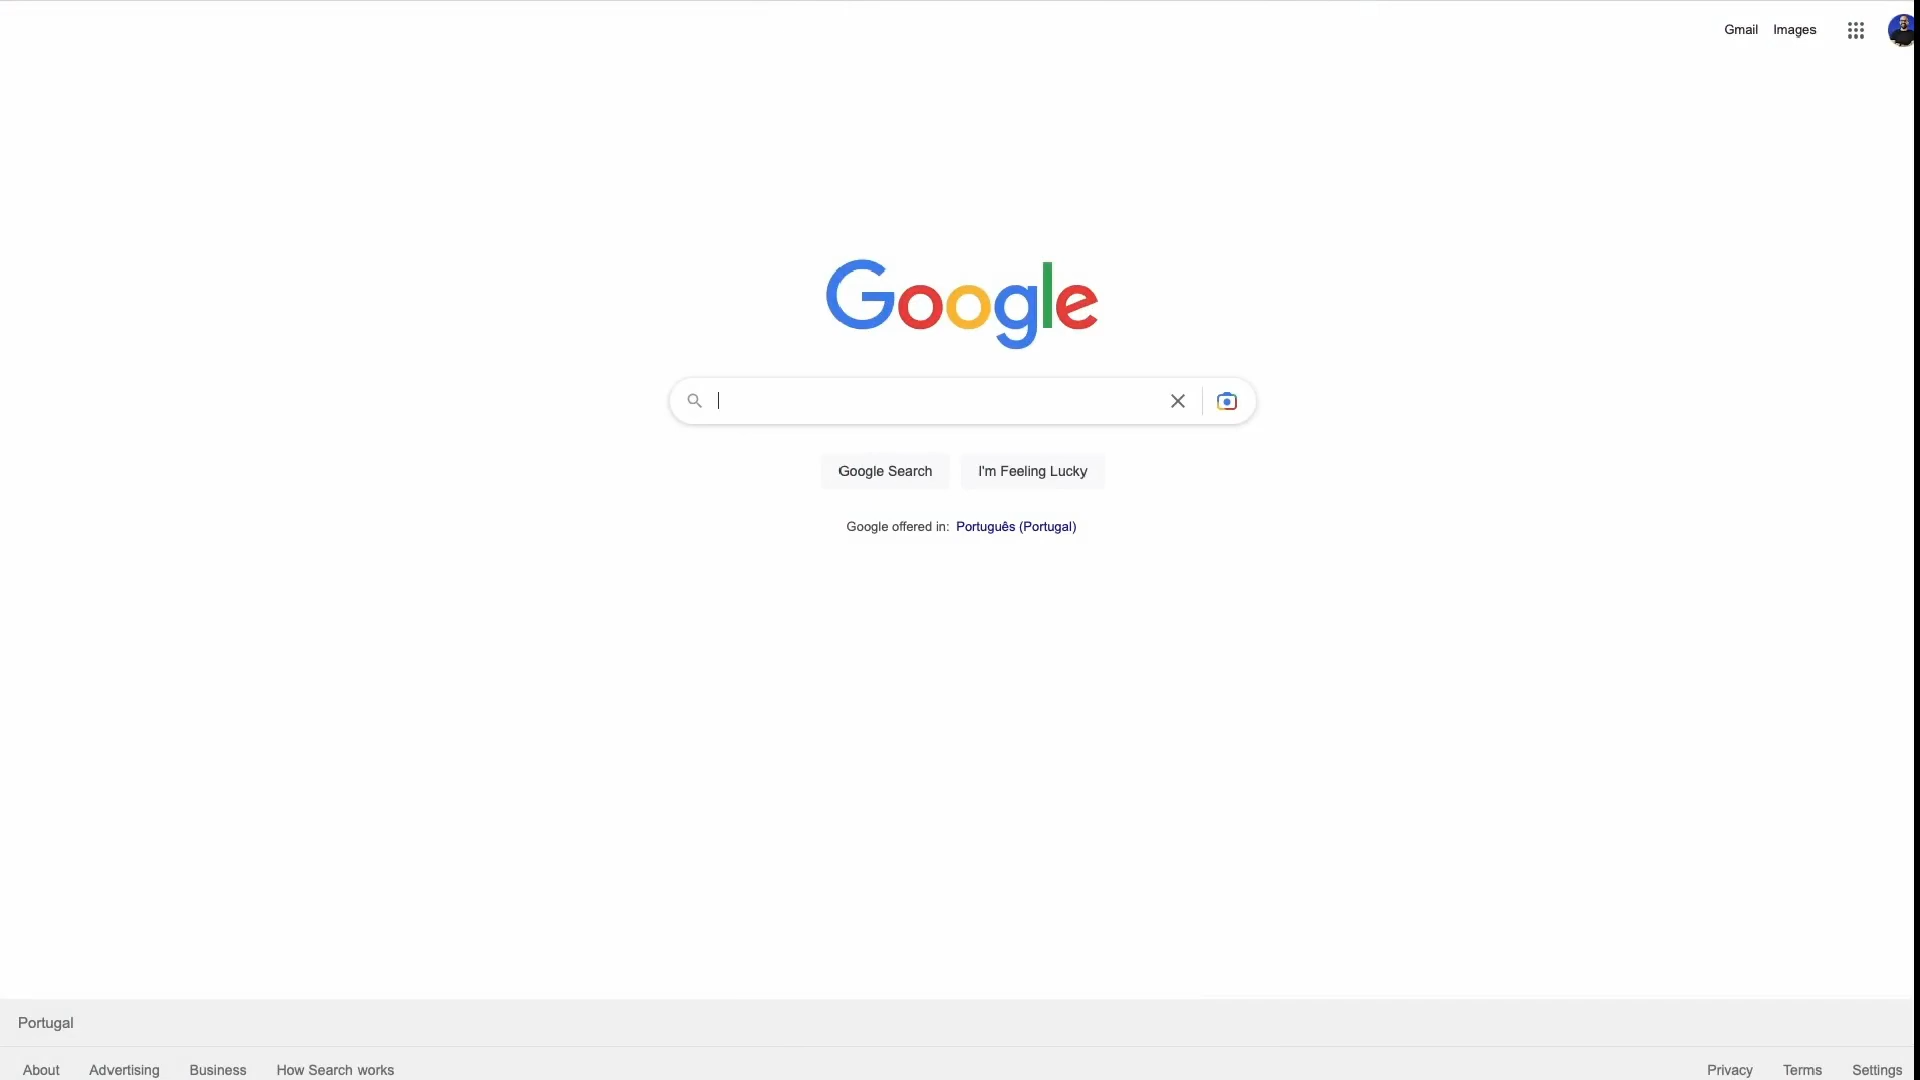 Gmail Images
Google
Google Search I'm Feeling Lucky
Google offered in: Português (Portugal)
Portugal
About Advertising Business How Search works Privacy Terms Settings